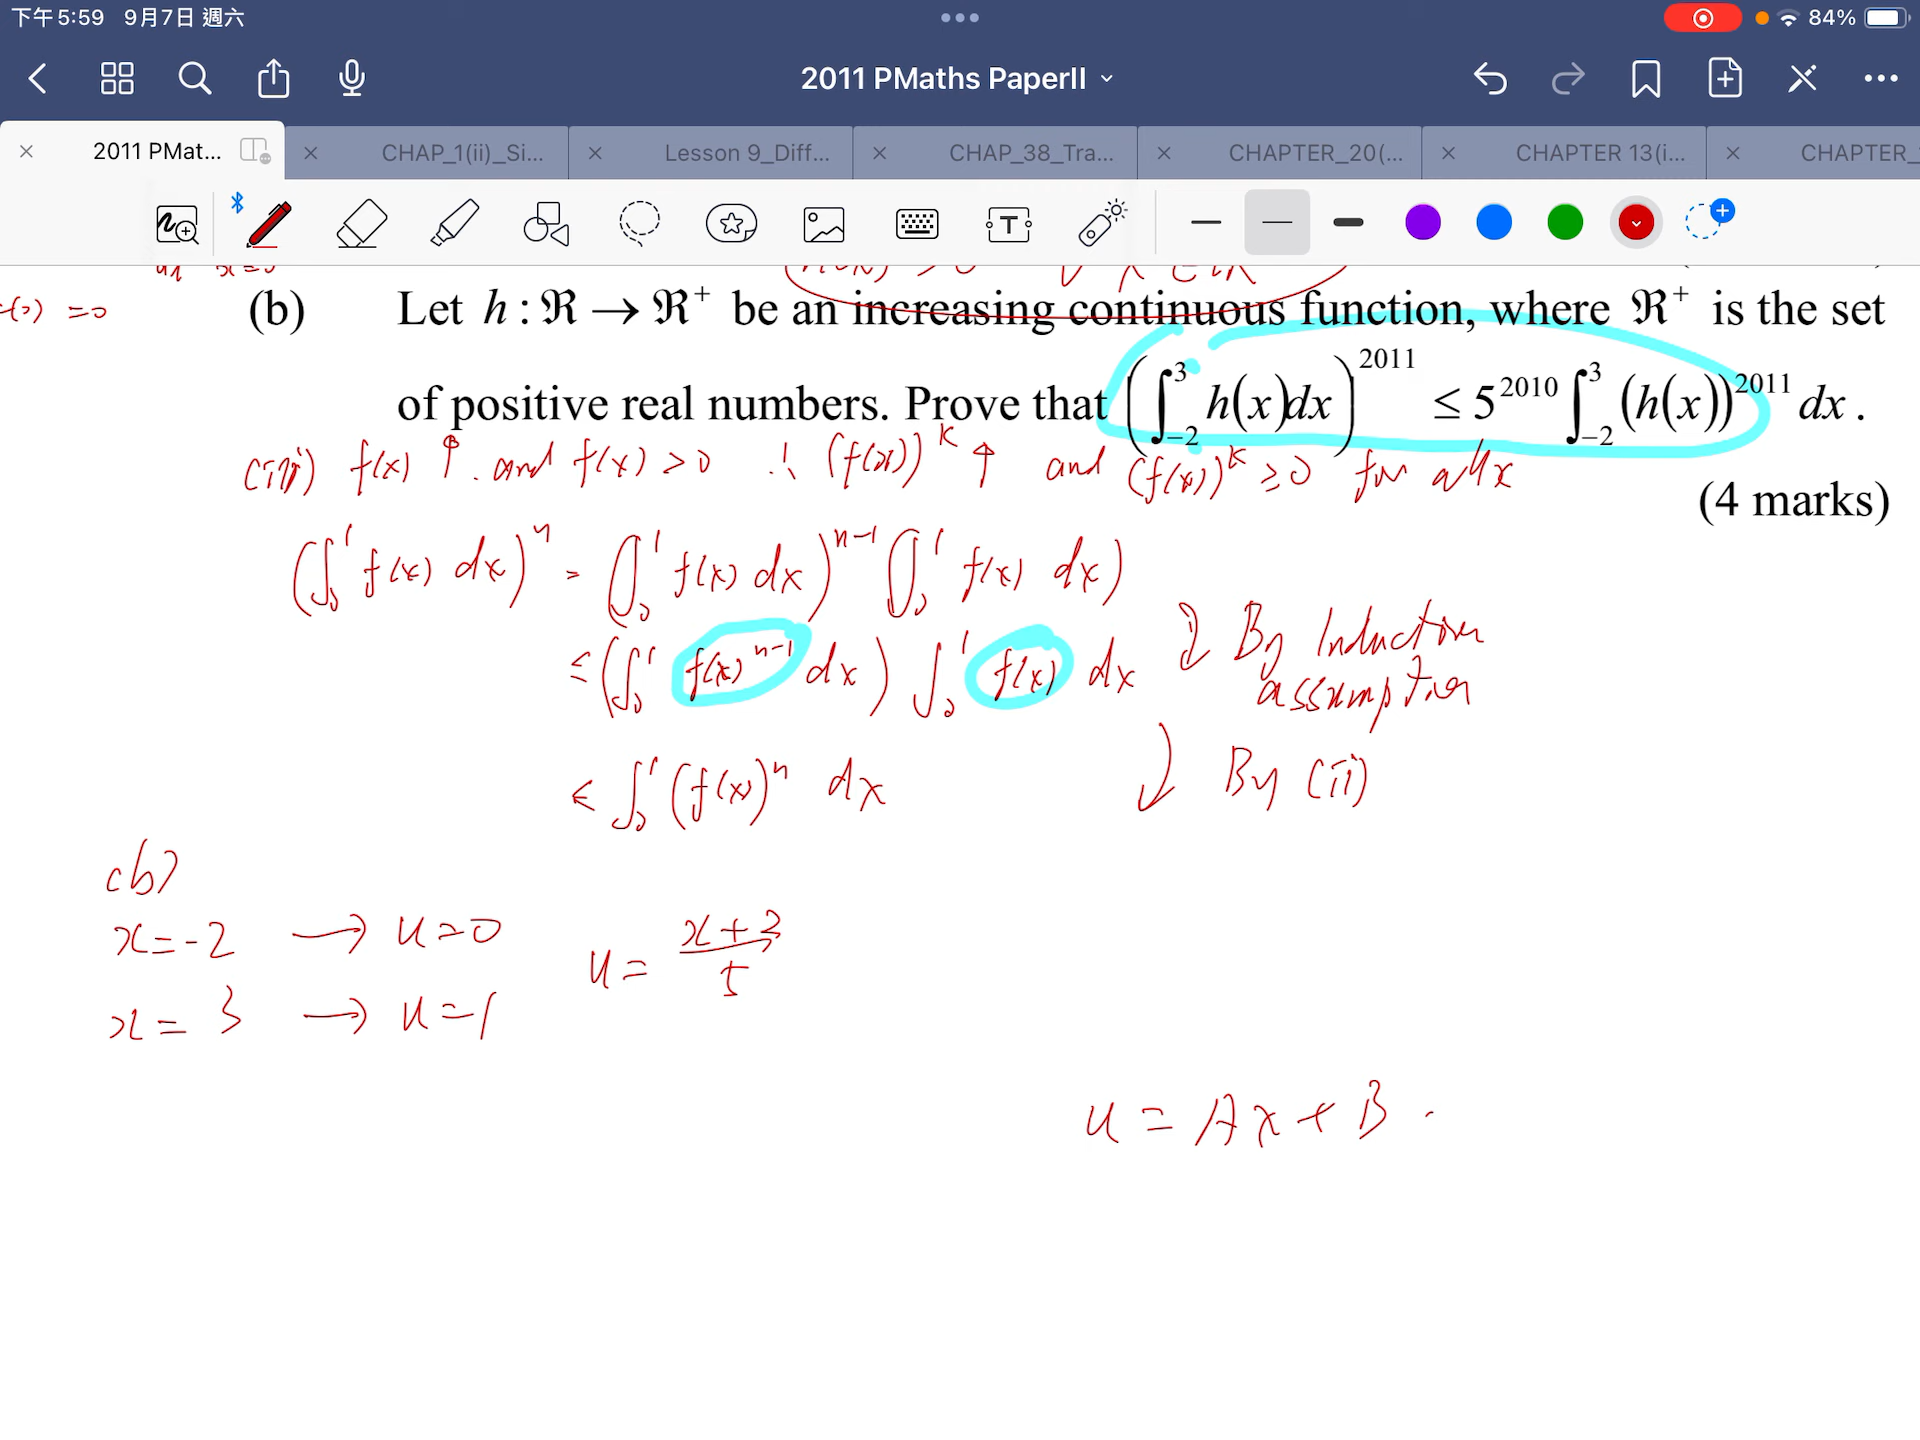 下午5:59 9月7日 週六
84%
2011 PMaths PaperII
2011 PMat...
CHAP_1(ii)_Si...
Lesson 9_Diff...
CHAP_38_Tra...
CHAPTER_20(...
CHAPTER 13(i...
CHAPTER_
= 0
(b) Let h : ℜ → ℜ⁺ be an increasing continuous function, where ℜ⁺ is the set
of positive real numbers. Prove that (∫₋₂³ h(x)dx)²⁰¹¹ ≤ 5²⁰¹⁰ ∫₋₂³ (h(x))²⁰¹¹ dx .
(iii) f(x) ↑ . and f(x) > 0 ∴ (f(x))ᵏ ↑ and (f(x))ᵏ ≥ 0 for all x
(4 marks)
(∫₀¹ f(x) dx)ⁿ = (∫₀¹ f(x) dx)ⁿ⁻¹ (∫₀¹ f(x) dx)
≤ (∫₀¹ f(x)ⁿ⁻¹ dx) ∫₀¹ f(x) dx ↓ By Induction
assumption
≤ ∫₀¹ (f(x)ⁿ dx ↓ By (ii)
(b)
x = -2 → u = 0 u = (x+2)/5
x = 3 → u = 1
u = Ax + B .